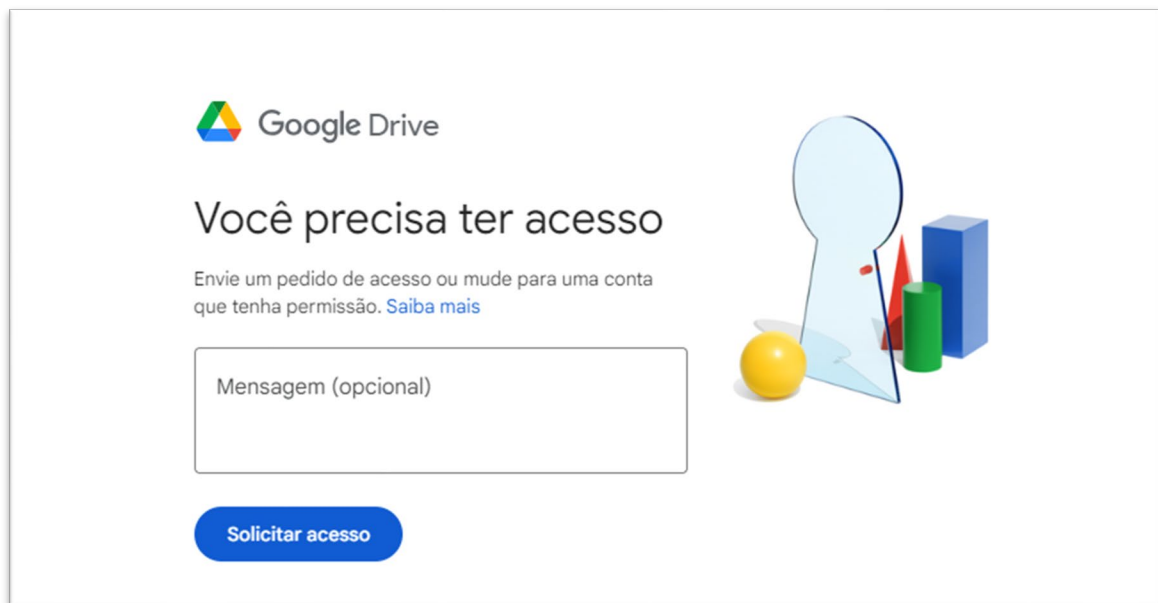 Google Drive
Você precisa ter acesso
Envie um pedido de acesso ou mude para uma conta
que tenha permissão. Saiba mais
Mensagem (opcional)
Solicitar acesso